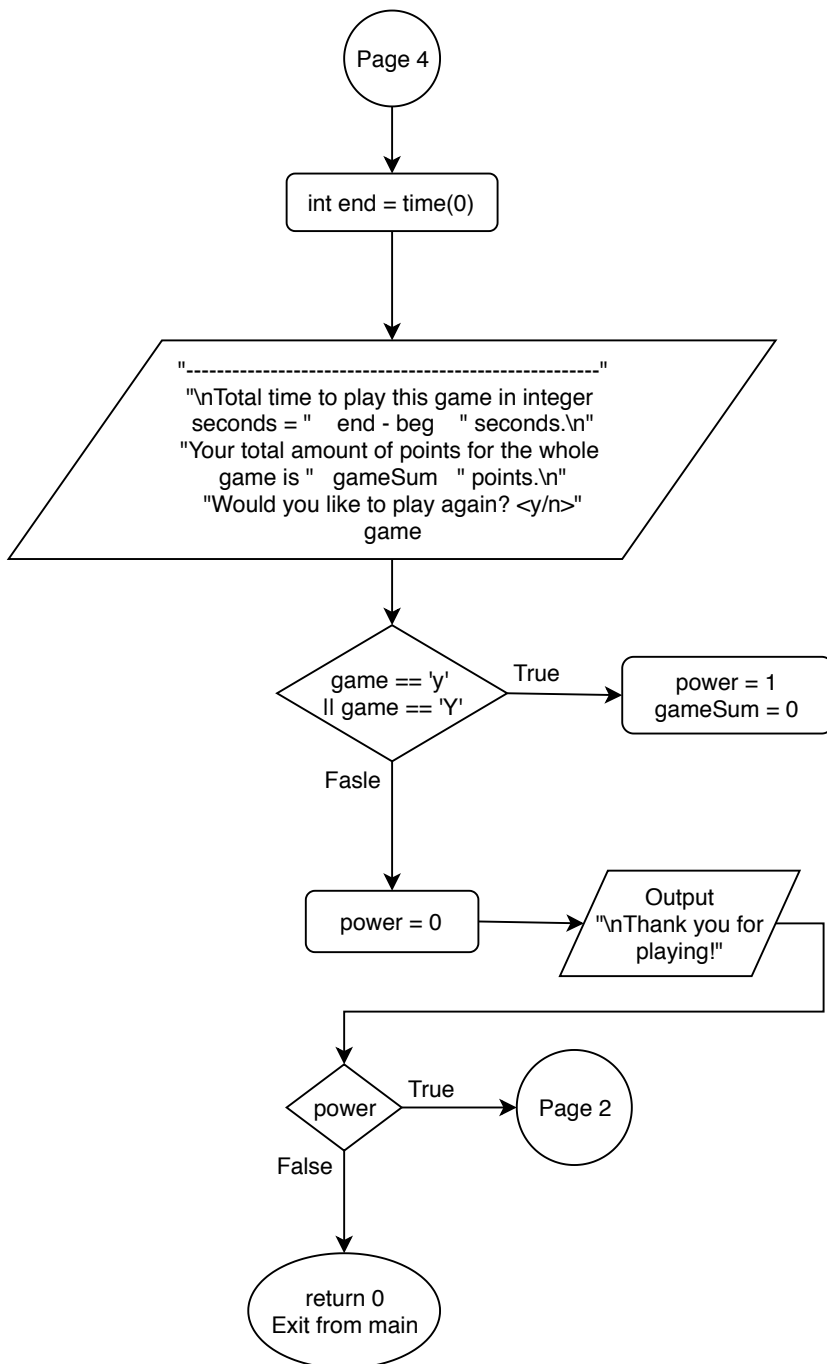 Page 4
int end = time(0)
"-------------------------------------------------------"
"\nTotal time to play this game in integer
seconds = " end - beg " seconds.\n"
"Your total amount of points for the whole
game is " gameSum " points.\n"
"Would you like to play again? <y/n>"
game
game == 'y'
|| game == 'Y'
True
power = 1
gameSum = 0
Fasle
power = 0
Output
"\nThank you for
playing!"
power
True
Page 2
False
return 0
Exit from main